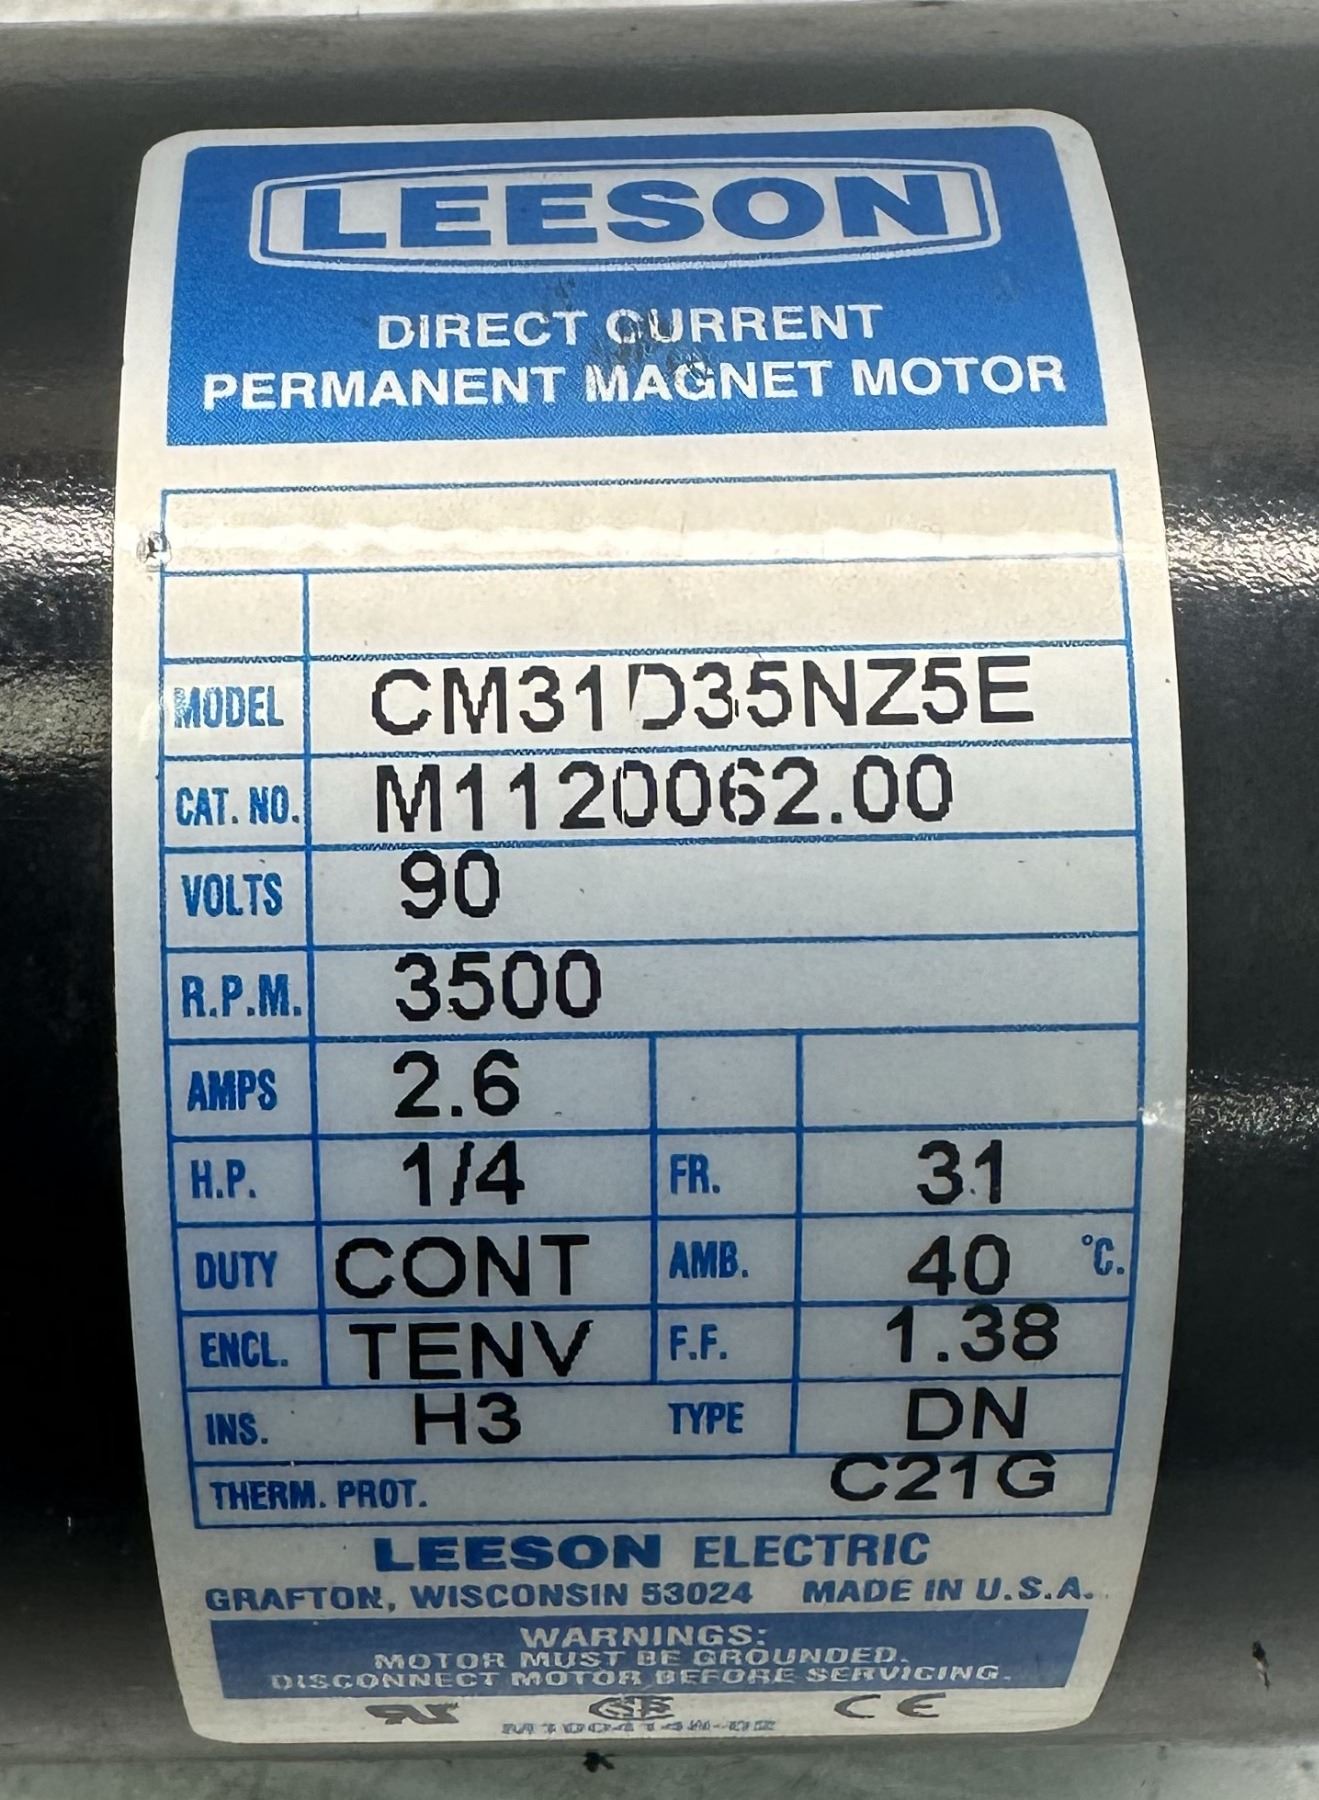 LEESON
DIRECT CURRENT
PERMANENT MAGNET MOTOR
MODEL CM31D35NZ5E
CAT. NO. M1120062.00
VOLTS 90
R.P.M. 3500
AMPS 2.6
H.P. 1/4 FR. 31
DUTY CONT AMB. 40 °C.
ENCL. TENV F.F. 1.38
INS. H3 TYPE DN
THERM. PROT. C21G
LEESON ELECTRIC
GRAFTON, WISCONSIN 53024 MADE IN U.S.A.
WARNINGS:
MOTOR MUST BE GROUNDED.
DISCONNECT MOTOR BEFORE SERVICING.
CE